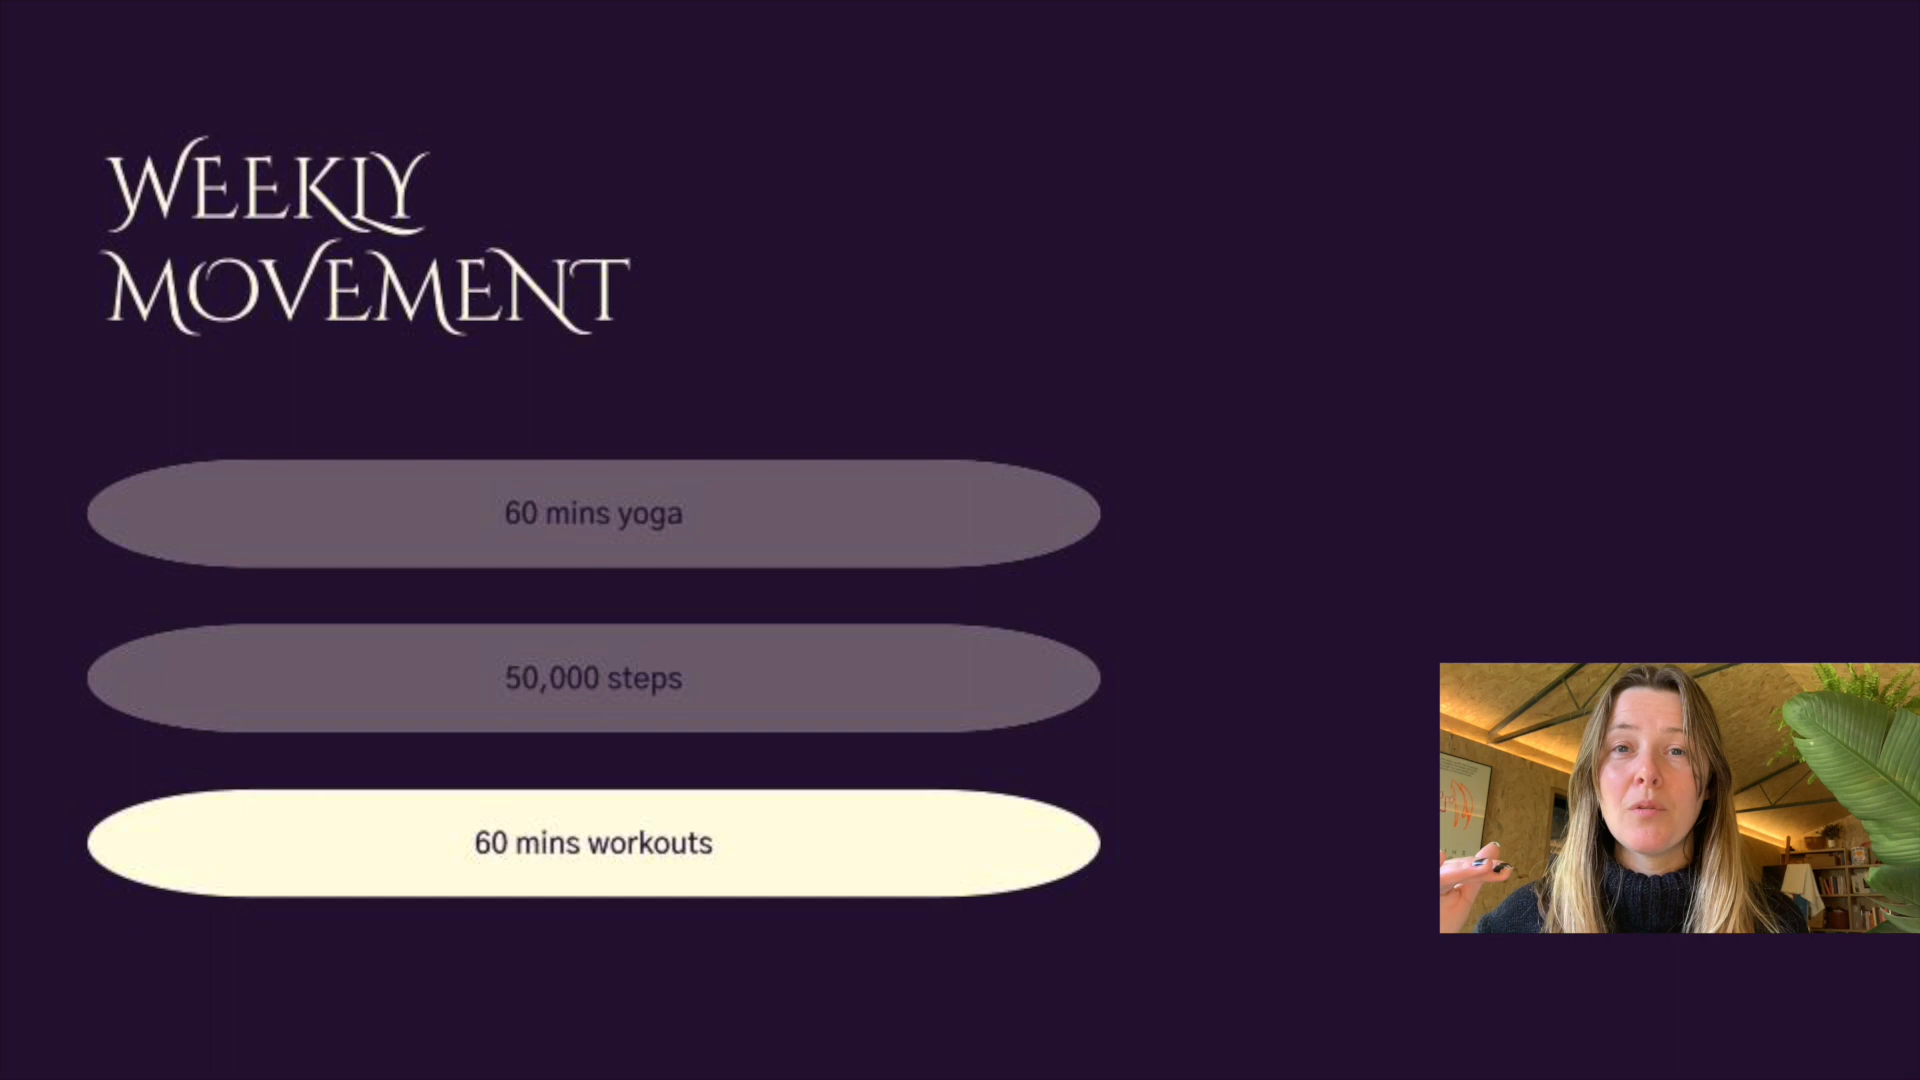 WEEKLY
MOVEMENT
60 mins yoga
50,000 steps
60 mins workouts